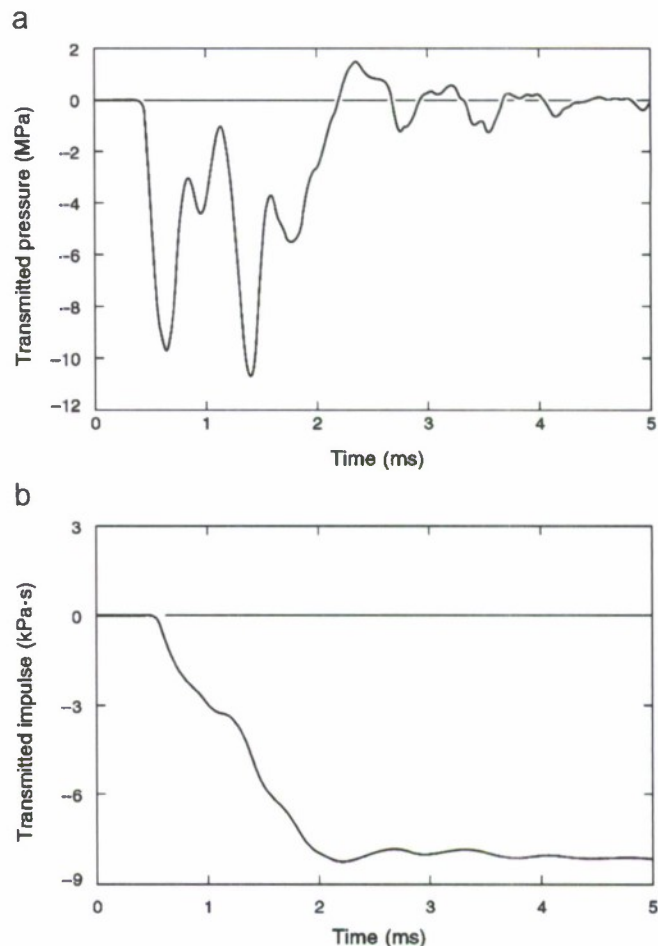 a
Transmitted pressure (MPa)
2
0
−2
−4
−6
−8
−10
−12
0 1 2 3 4 5
Time (ms)
b
Transmitted impulse (kPa·s)
3
0
−3
−6
−9
0 1 2 3 4 5
Time (ms)